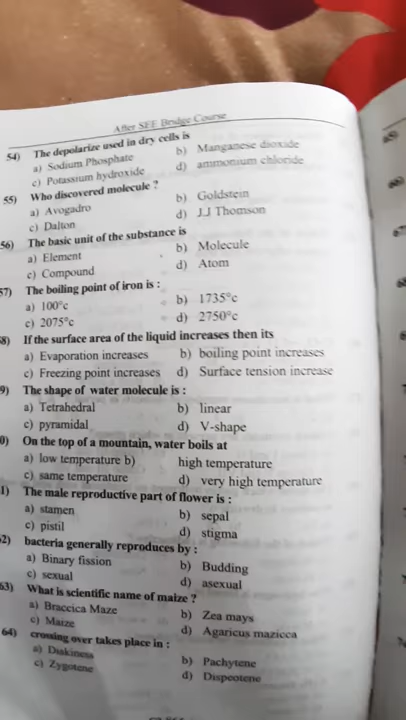 After SEE Bridge Course
54) The depolarize used in dry cells is
a) Sodium Phosphate b) Manganese dioxide
c) Potassium hydroxide d) ammonium chloride
55) Who discovered molecule ?
a) Avogadro b) Goldstein
c) Dalton d) J.J Thomson
56) The basic unit of the substance is
a) Element b) Molecule
c) Compound d) Atom
57) The boiling point of iron is :
a) 100°c b) 1735°c
c) 2075°c d) 2750°c
8) If the surface area of the liquid increases then its
a) Evaporation increases b) boiling point increases
c) Freezing point increases d) Surface tension increase
9) The shape of water molecule is :
a) Tetrahedral b) linear
c) pyramidal d) V-shape
0) On the top of a mountain, water boils at
a) low temperature b) high temperature
c) same temperature d) very high temperature
1) The male reproductive part of flower is :
a) stamen b) sepal
c) pistil d) stigma
2) bacteria generally reproduces by :
a) Binary fission b) Budding
c) sexual d) asexual
63) What is scientific name of maize ?
a) Braccica Maze b) Zea mays
c) Maize d) Agaricus mazicca
64) crossing over takes place in :
a) Diakiness b) Pachytene
c) Zygotene d) Dispeotene